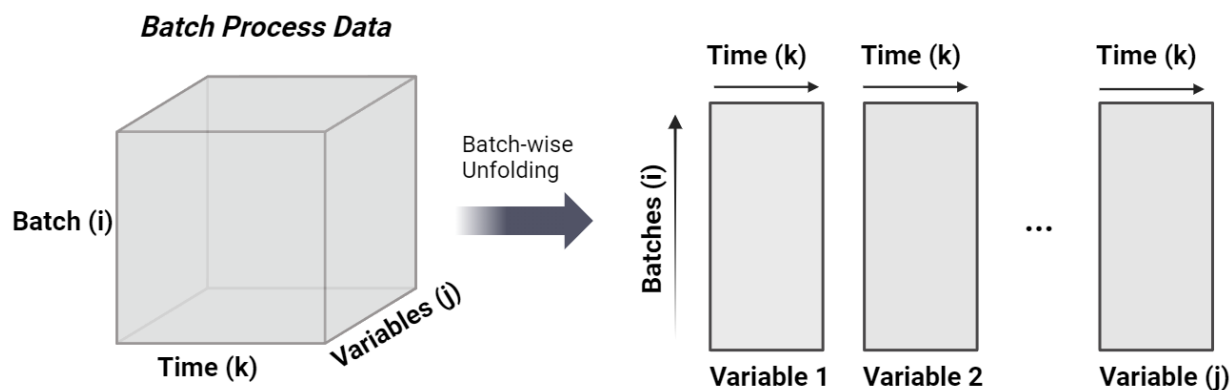 Batch Process Data
Batch (i)
Time (k)
Variables (j)
Batch-wise
Unfolding
Batches (i)
Time (k)
Time (k)
Time (k)
...
Variable 1
Variable 2
Variable (j)